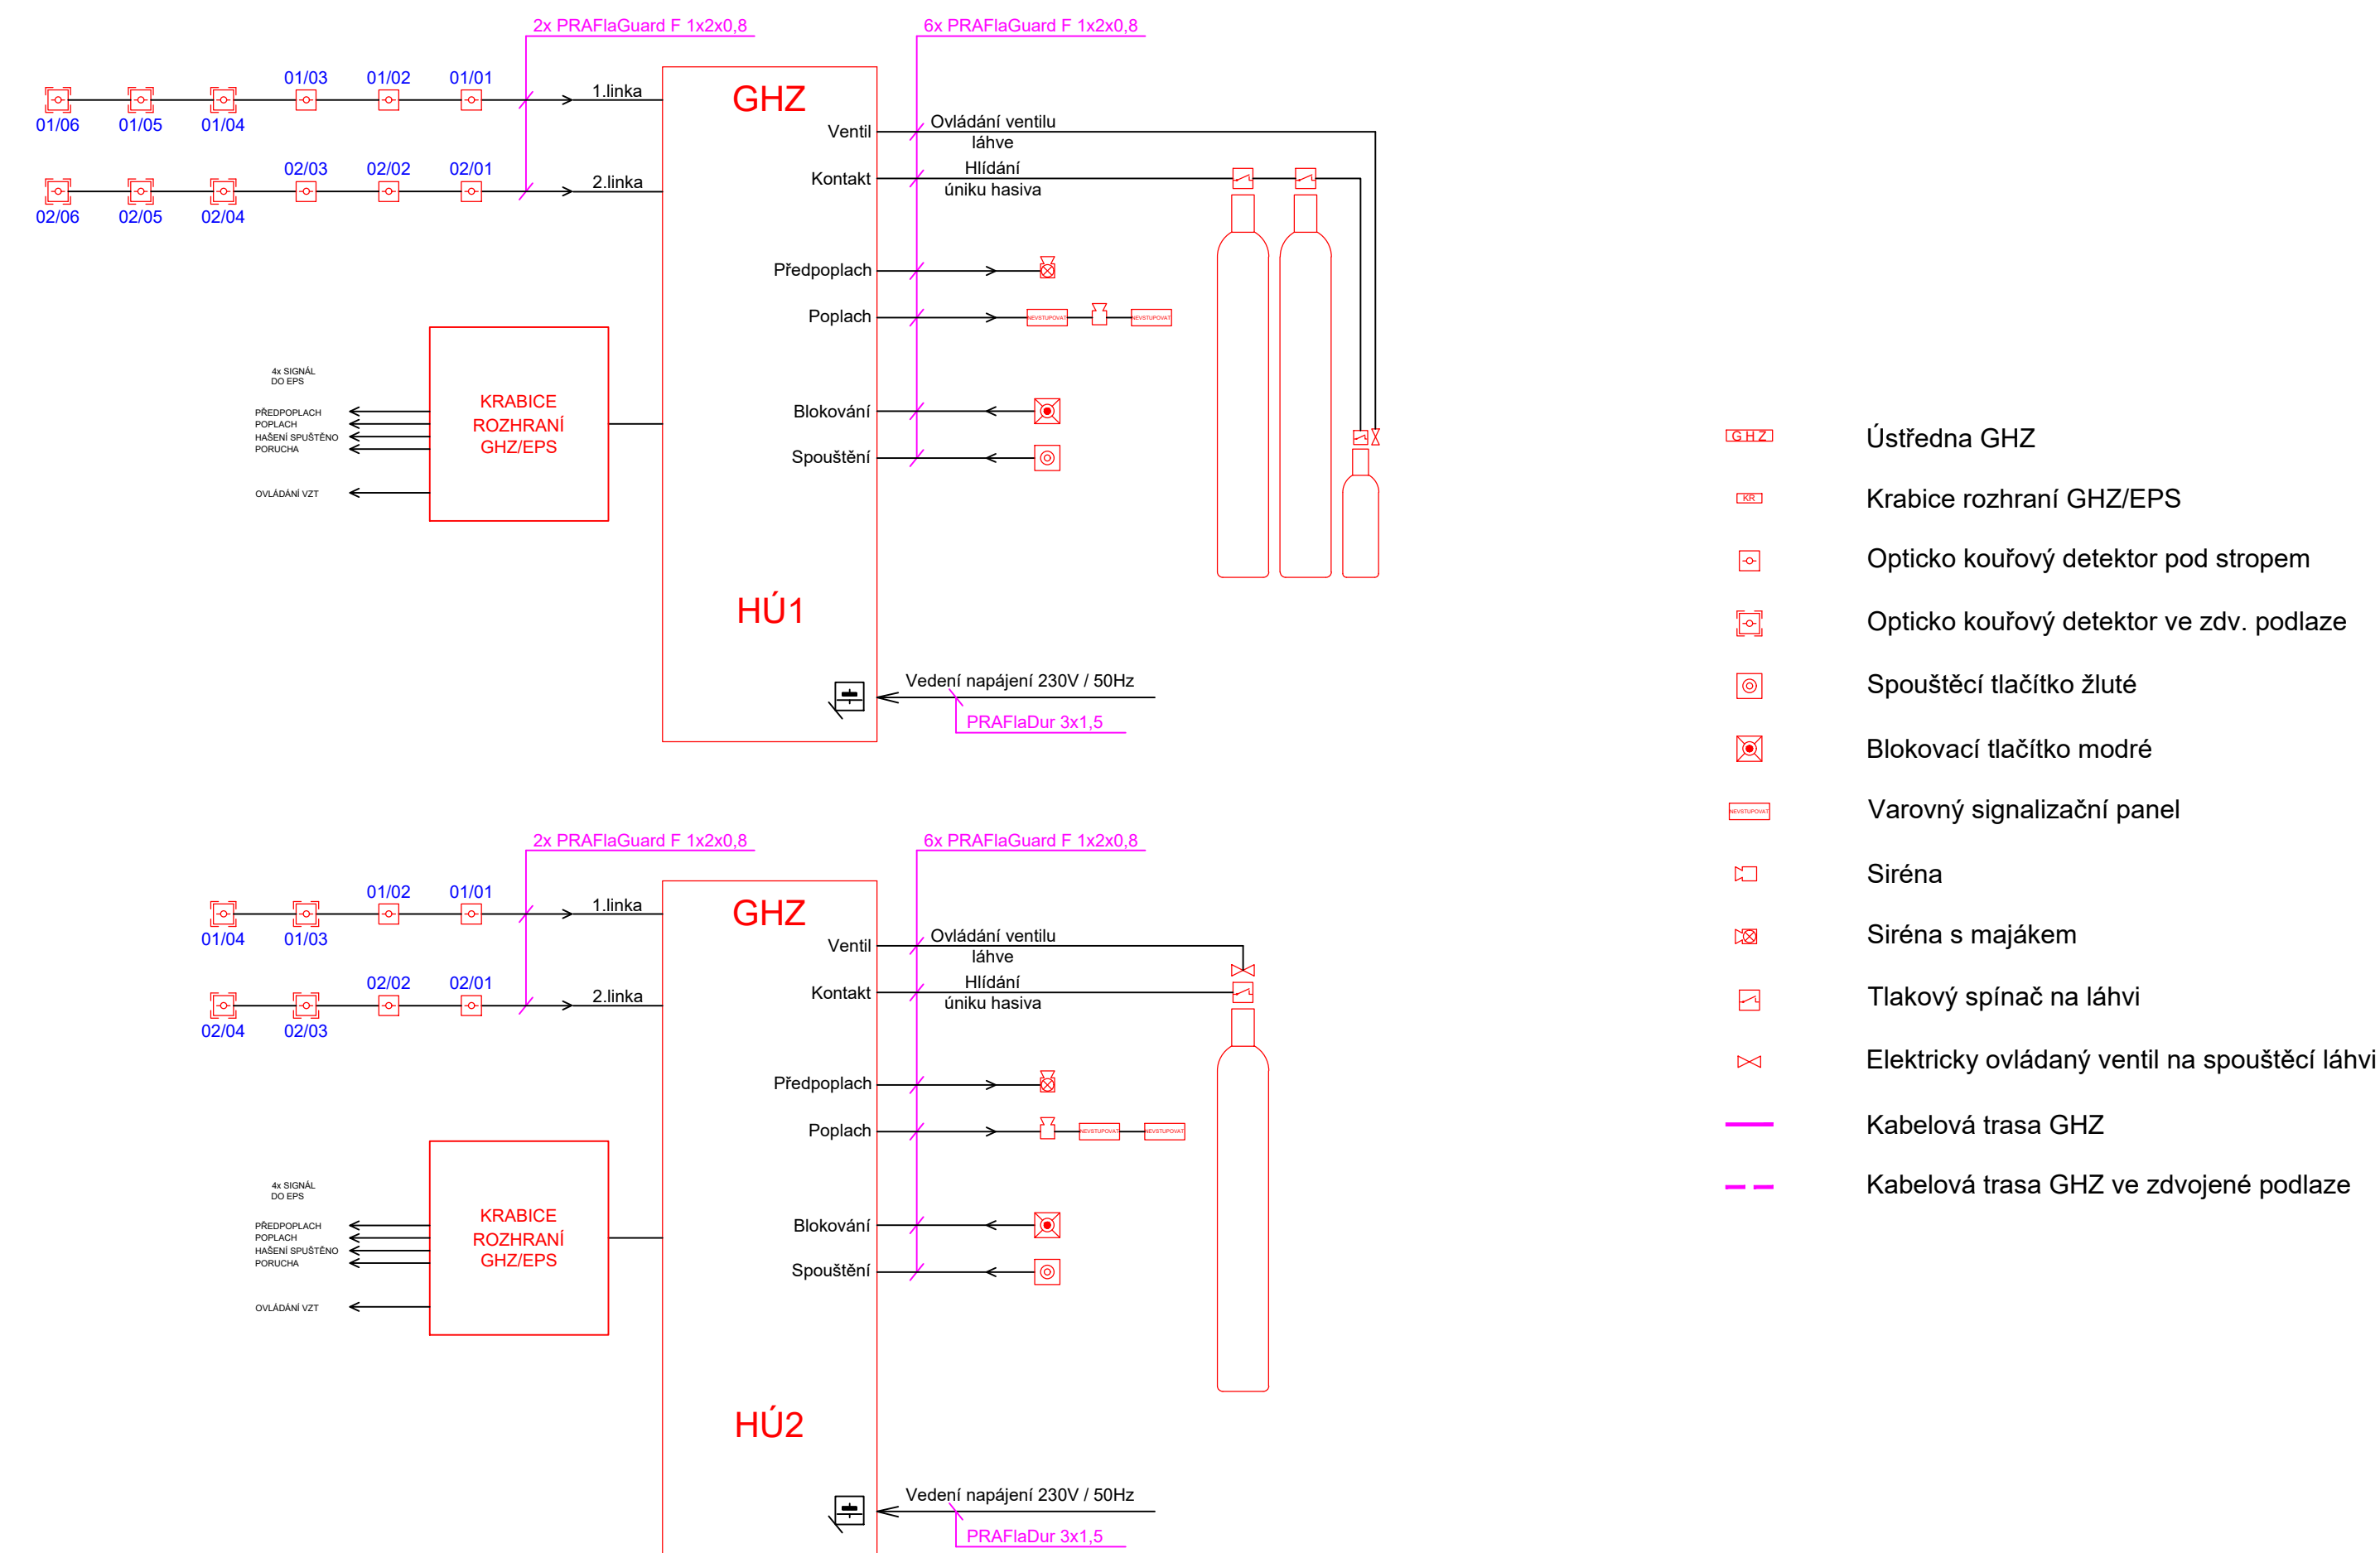 2x PRAFlaGuard F 1x2x0,8
6x PRAFlaGuard F 1x2x0,8
01/03 01/02 01/01
1.linka
01/06 01/05 01/04
02/03 02/02 02/01
2.linka
02/06 02/05 02/04
GHZ
Ventil
Ovládání ventilu
láhve
Kontakt
Hlídání
úniku hasiva
Předpoplach
Poplach
NEVSTUPOVAT
NEVSTUPOVAT
Blokování
Spouštění
4x SIGNÁL
DO EPS
PŘEDPOPLACH
POPLACH
HAŠENÍ SPUŠTĚNO
PORUCHA
OVLÁDÁNÍ VZT
KRABICE
ROZHRANÍ
GHZ/EPS
HÚ1
Vedení napájení 230V / 50Hz
PRAFlaDur 3x1,5
2x PRAFlaGuard F 1x2x0,8
6x PRAFlaGuard F 1x2x0,8
01/02 01/01
1.linka
01/04 01/03
02/02 02/01
2.linka
02/04 02/03
GHZ
Ventil
Ovládání ventilu
láhve
Kontakt
Hlídání
úniku hasiva
Předpoplach
Poplach
NEVSTUPOVAT
NEVSTUPOVAT
Blokování
Spouštění
4x SIGNÁL
DO EPS
PŘEDPOPLACH
POPLACH
HAŠENÍ SPUŠTĚNO
PORUCHA
OVLÁDÁNÍ VZT
KRABICE
ROZHRANÍ
GHZ/EPS
HÚ2
Vedení napájení 230V / 50Hz
PRAFlaDur 3x1,5
GHZ Ústředna GHZ
KR Krabice rozhraní GHZ/EPS
Opticko kouřový detektor pod stropem
Opticko kouřový detektor ve zdv. podlaze
Spouštěcí tlačítko žluté
Blokovací tlačítko modré
NEVSTUPOVAT Varovný signalizační panel
Siréna
Siréna s majákem
Tlakový spínač na láhvi
Elektricky ovládaný ventil na spouštěcí láhvi
Kabelová trasa GHZ
Kabelová trasa GHZ ve zdvojené podlaze